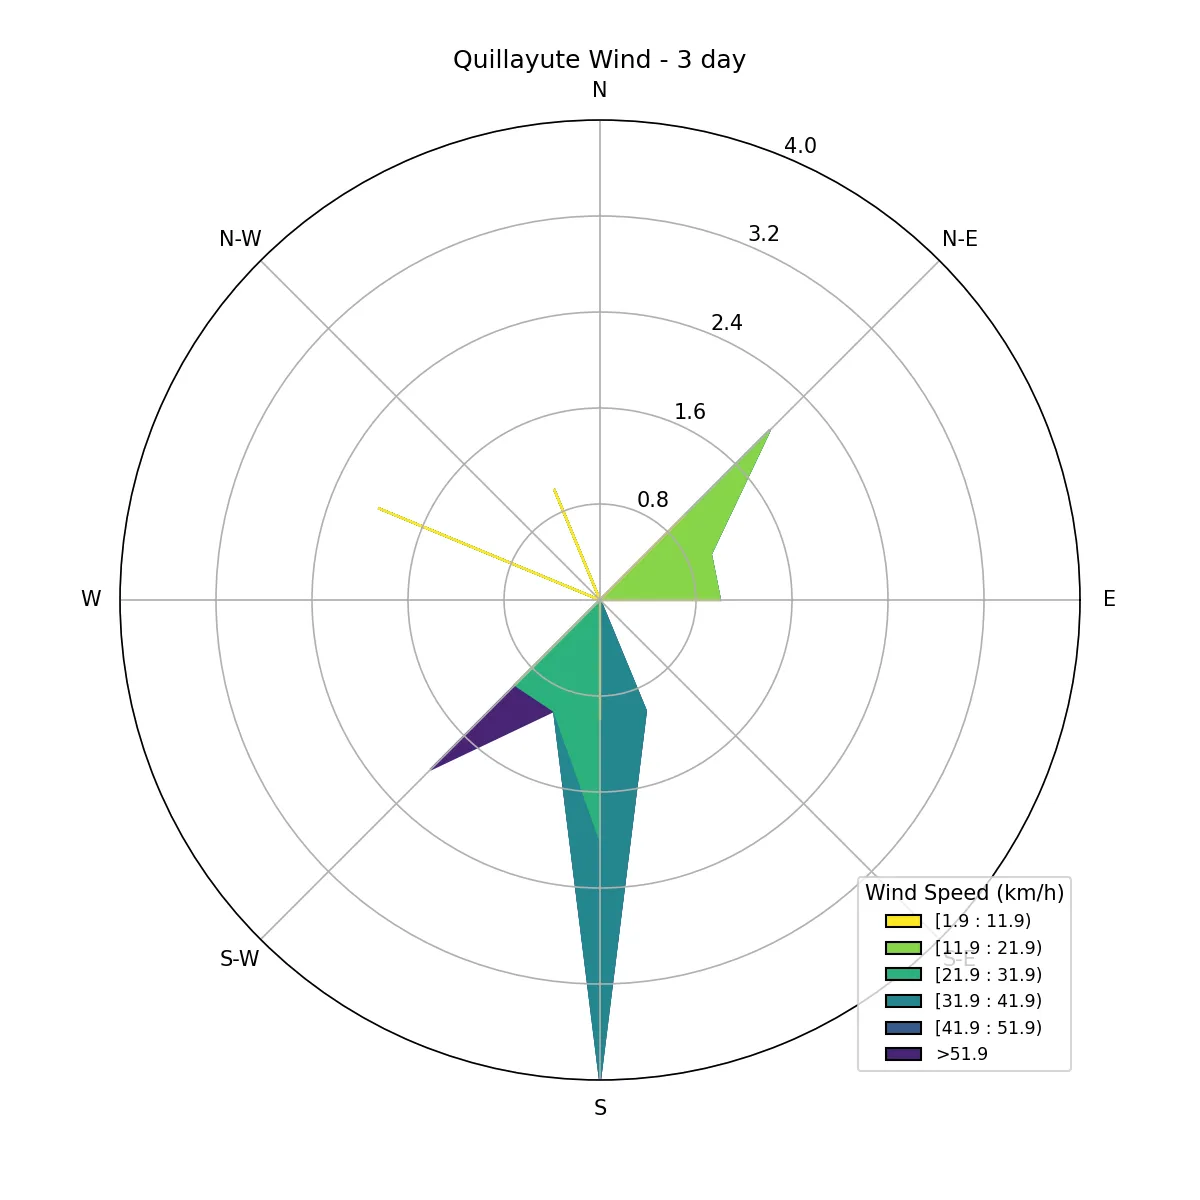 Quillayute Wind - 3 day
N
4.0
N-W
3.2
N-E
2.4
1.6
0.8
W
E
S-W
S-E
Wind Speed (km/h)
[1.9 : 11.9)
[11.9 : 21.9)
[21.9 : 31.9)
[31.9 : 41.9)
[41.9 : 51.9)
>51.9
S